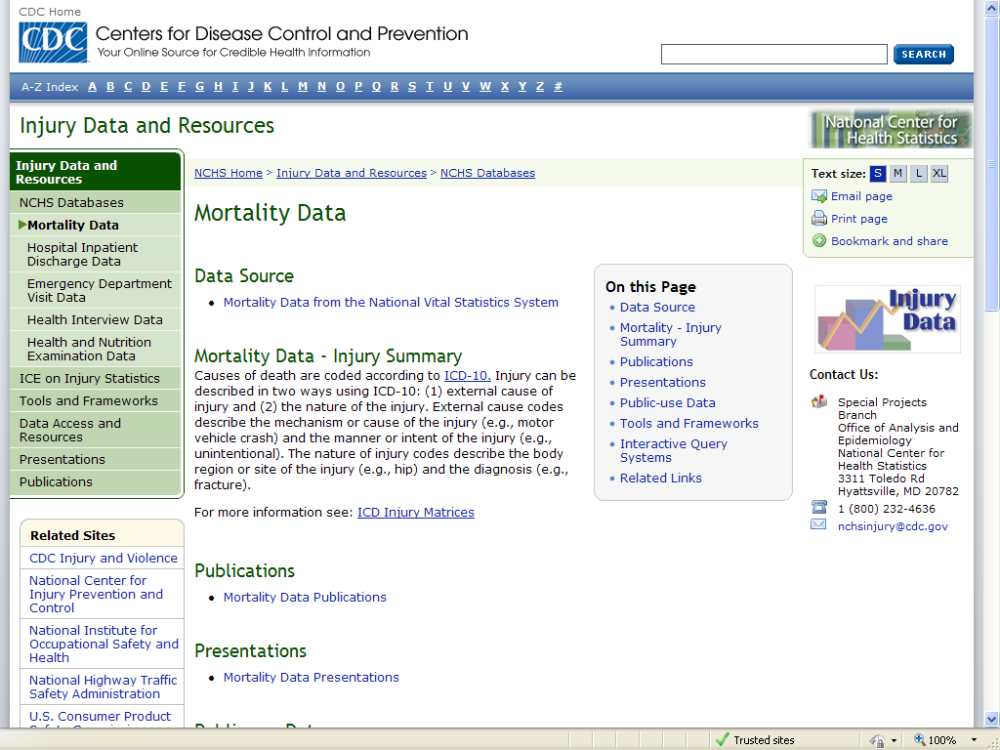 CDC Home
CDC
Centers for Disease Control and Prevention
Your Online Source for Credible Health Information
SEARCH
A-Z Index A B C D E F G H I J K L M N O P Q R S T U V W X Y Z #
Injury Data and Resources
National Center for
Health Statistics
Injury Data and
Resources
NCHS Databases
Mortality Data
Hospital Inpatient
Discharge Data
Emergency Department
Visit Data
Health Interview Data
Health and Nutrition
Examination Data
ICE on Injury Statistics
Tools and Frameworks
Data Access and
Resources
Presentations
Publications
Related Sites
CDC Injury and Violence
National Center for
Injury Prevention and
Control
National Institute for
Occupational Safety and
Health
National Highway Traffic
Safety Administration
U.S. Consumer Product
NCHS Home > Injury Data and Resources > NCHS Databases
Mortality Data
Data Source
• Mortality Data from the National Vital Statistics System
Mortality Data - Injury Summary
Causes of death are coded according to ICD-10. Injury can be
described in two ways using ICD-10: (1) external cause of
injury and (2) the nature of the injury. External cause codes
describe the mechanism or cause of the injury (e.g., motor
vehicle crash) and the manner or intent of the injury (e.g.,
unintentional). The nature of injury codes describe the body
region or site of the injury (e.g., hip) and the diagnosis (e.g.,
fracture).
For more information see: ICD Injury Matrices
Publications
• Mortality Data Publications
Presentations
• Mortality Data Presentations
On this Page
• Data Source
• Mortality - Injury
Summary
• Publications
• Presentations
• Public-use Data
• Tools and Frameworks
• Interactive Query
Systems
• Related Links
Text size: S M L XL
Email page
Print page
Bookmark and share
Injury
Data
Contact Us:
Special Projects
Branch
Office of Analysis and
Epidemiology
National Center for
Health Statistics
3311 Toledo Rd
Hyattsville, MD 20782
1 (800) 232-4636
nchsinjury@cdc.gov
Trusted sites
100%